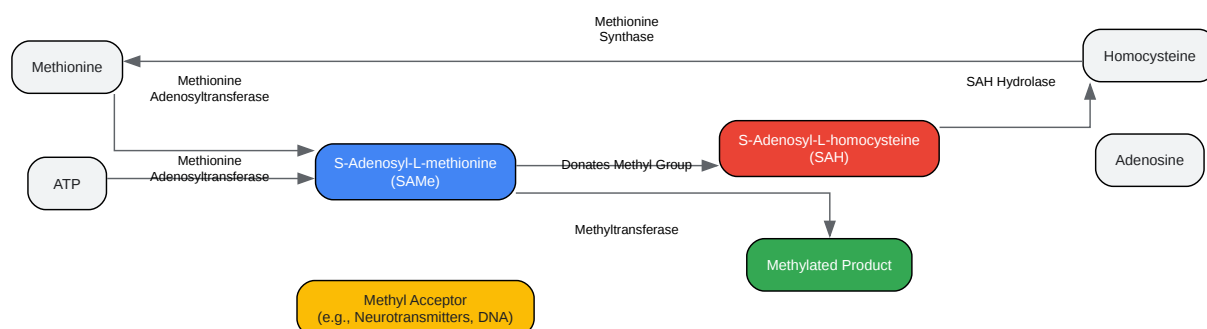 Methionine
Synthase
Methionine
Homocysteine
Methionine
Adenosyltransferase
SAH Hydrolase
S-Adenosyl-L-methionine
(SAMe)
Donates Methyl Group
S-Adenosyl-L-homocysteine
(SAH)
Adenosine
ATP
Methionine
Adenosyltransferase
Methyltransferase
Methylated Product
Methyl Acceptor
(e.g., Neurotransmitters, DNA)